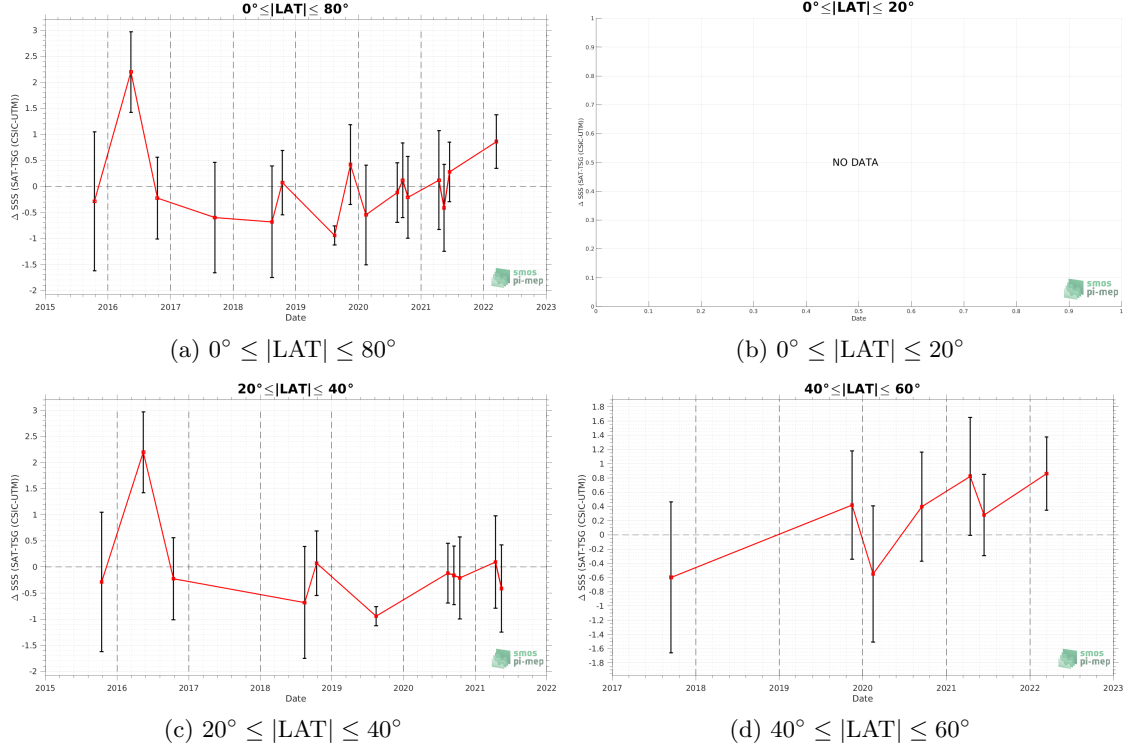 0°≤|LAT|≤ 80°
Δ SSS (SAT-TSG (CSIC-UTM))
3
2.5
2
1.5
1
0.5
0
-0.5
-1
-1.5
-2
2015 2016 2017 2018 2019 2020 2021 2022 2023
Date
smos
pi-mep
(a) 0° ≤ |LAT| ≤ 80°
0°≤|LAT|≤ 20°
Δ SSS (SAT-TSG (CSIC-UTM))
1
0.9
0.8
0.7
0.6
0.5
0.4
0.3
0.2
0.1
0
NO DATA
0 0.1 0.2 0.3 0.4 0.5 0.6 0.7 0.8 0.9 1
Date
smos
pi-mep
(b) 0° ≤ |LAT| ≤ 20°
20°≤|LAT|≤ 40°
Δ SSS (SAT-TSG (CSIC-UTM))
3
2.5
2
1.5
1
0.5
0
-0.5
-1
-1.5
-2
2015 2016 2017 2018 2019 2020 2021 2022
Date
smos
pi-mep
(c) 20° ≤ |LAT| ≤ 40°
40°≤|LAT|≤ 60°
Δ SSS (SAT-TSG (CSIC-UTM))
1.8
1.6
1.4
1.2
1
0.8
0.6
0.4
0.2
0
-0.2
-0.4
-0.6
-0.8
-1
-1.2
-1.4
-1.6
-1.8
2017 2018 2019 2020 2021 2022 2023
Date
smos
pi-mep
(d) 40° ≤ |LAT| ≤ 60°